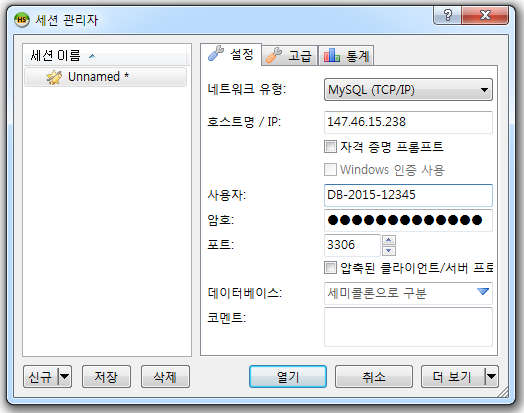 HS
세션 관리자
세션 이름
Unnamed *
설정
고급
통계
네트워크 유형:
MySQL (TCP/IP)
호스트명 / IP:
147.46.15.238
자격 증명 프롬프트
Windows 인증 사용
사용자:
DB-2015-12345
암호:
●●●●●●●●●●●●●
포트:
3306
압축된 클라이언트/서버 프로
데이터베이스:
세미콜론으로 구분
코멘트:
신규
저장
삭제
열기
취소
더 보기